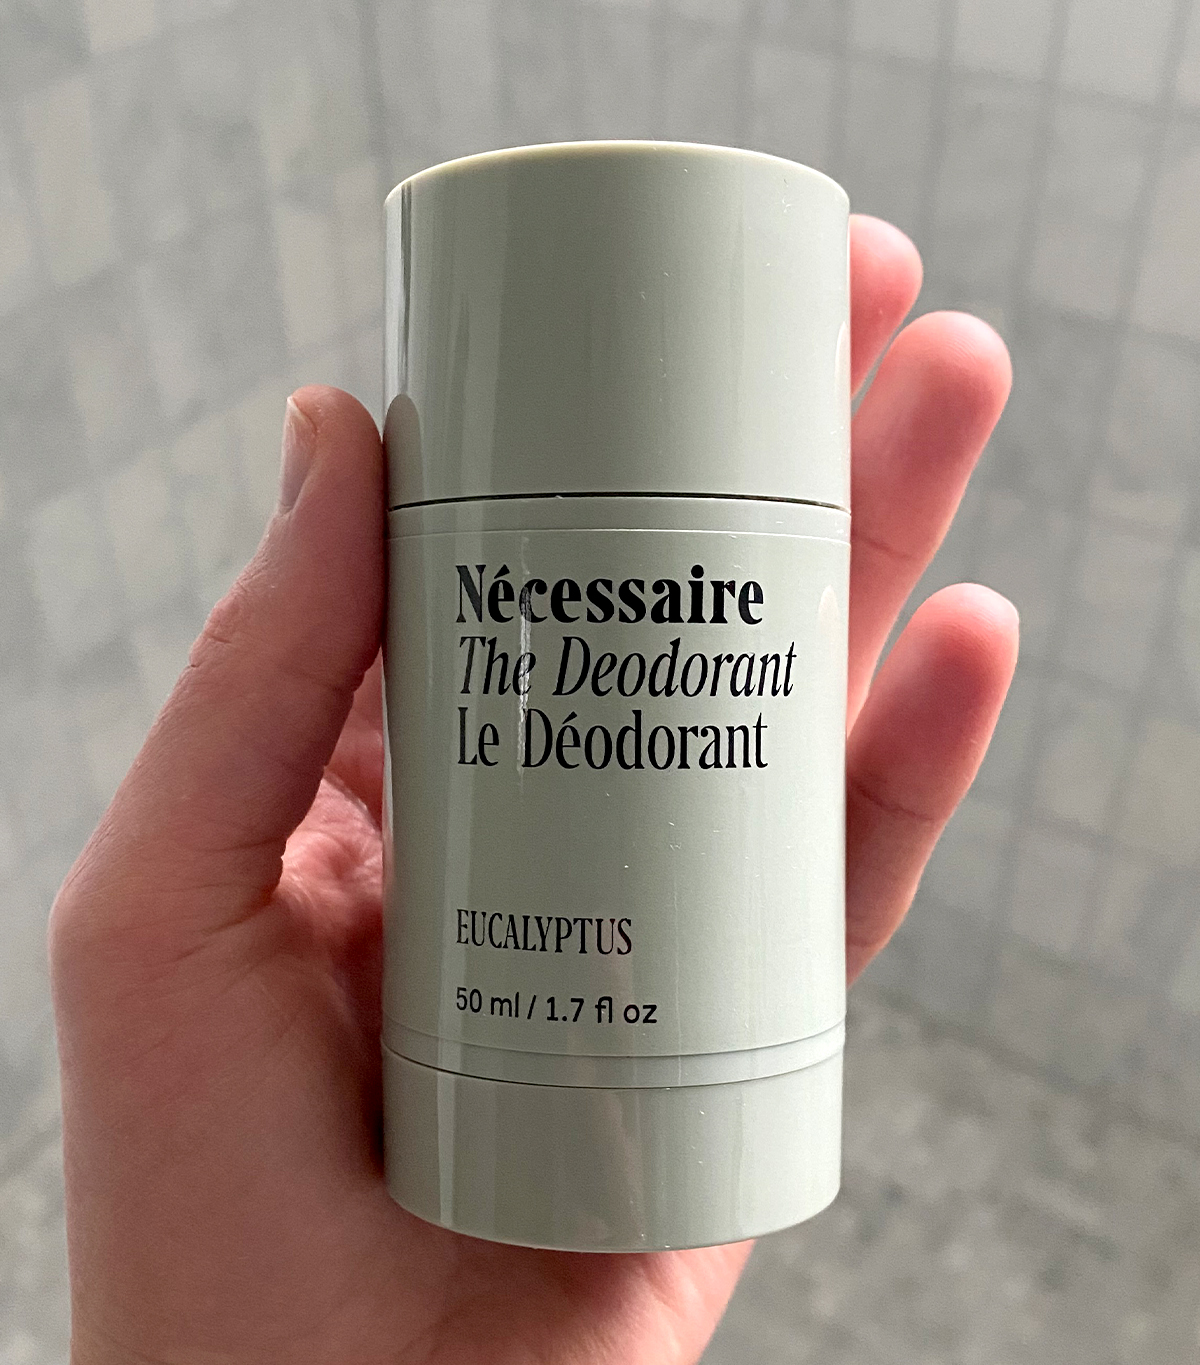 Nécessaire
The Deodorant
Le Déodorant
EUCALYPTUS
50 ml / 1.7 fl oz